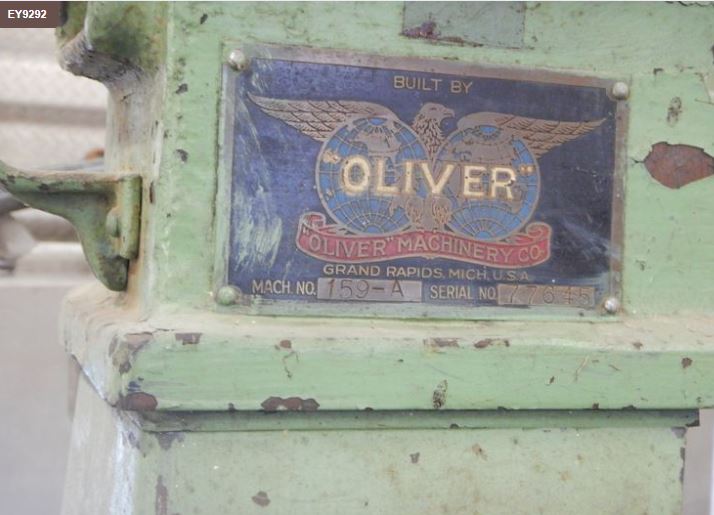 EY9292
BUILT BY
"OLIVER"
"OLIVER" MACHINERY CO.
GRAND RAPIDS, MICH, U.S.A.
MACH. NO. 159-A SERIAL NO. 77645